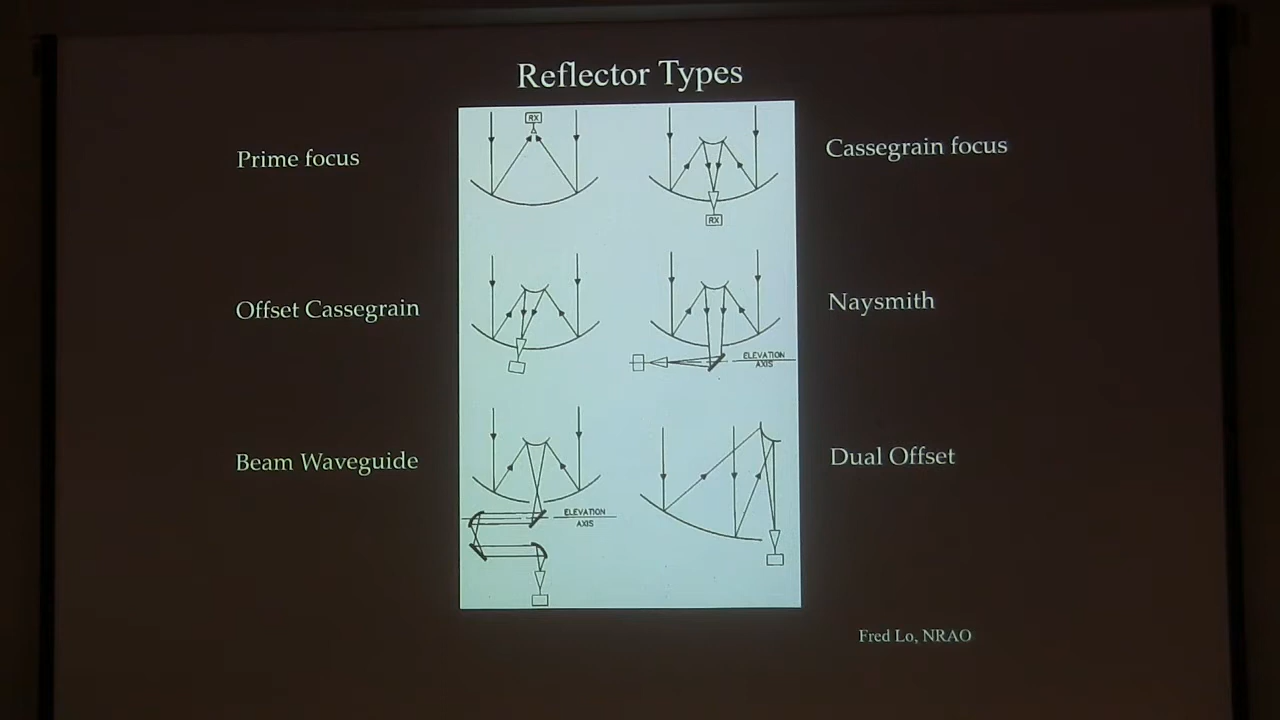 Reflector Types
Prime focus
RX
Cassegrain focus
RX
Offset Cassegrain
Naysmith
ELEVATION
AXIS
Beam Waveguide
ELEVATION
AXIS
Dual Offset
Fred Lo, NRAO